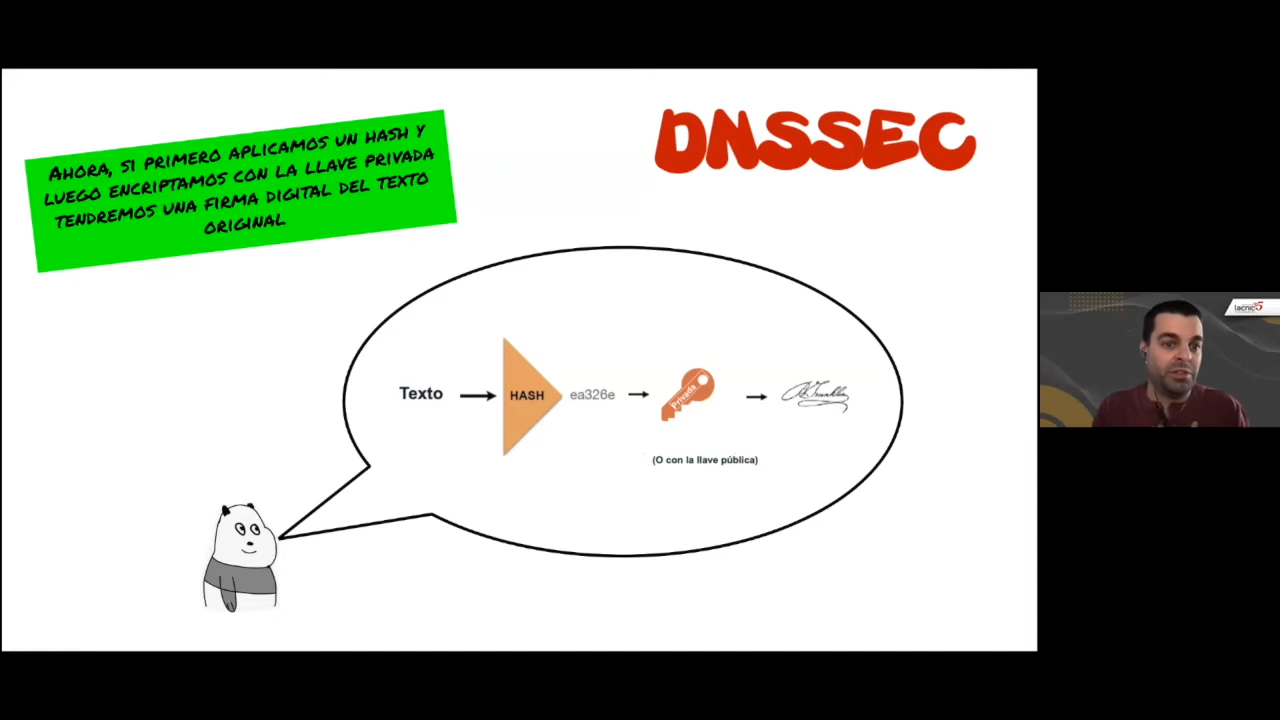 AHORA, SI PRIMERO APLICAMOS UN HASH Y
LUEGO ENCRIPTAMOS CON LA LLAVE PRIVADA
TENDREMOS UNA FIRMA DIGITAL DEL TEXTO
ORIGINAL
DNSSEC
Texto
HASH
ea326e
Privada
(O con la llave pública)
lacnic35